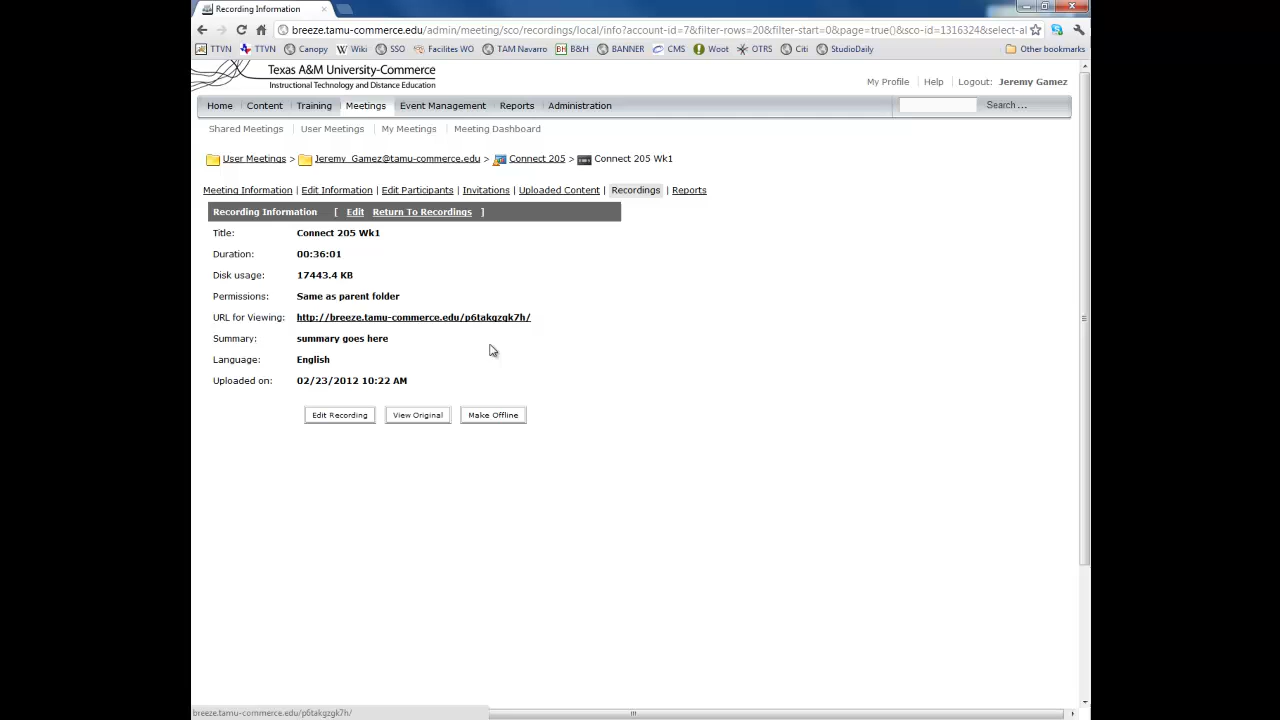 Recording Information
breeze.tamu-commerce.edu/admin/meeting/sco/recordings/local/info?account-id=7&filter-rows=20&filter-start=0&page=true()&sco-id=1316324&select-al
TTVN TTVN Canopy Wiki SSO Facilites WO TAM Navarro B&H BANNER CMS Woot OTRS Citi StudioDaily Other bookmarks
Texas A&M University-Commerce
Instructional Technology and Distance Education
My Profile Help Logout: Jeremy Gamez
Home Content Training Meetings Event Management Reports Administration Search ...
Shared Meetings User Meetings My Meetings Meeting Dashboard
User Meetings > Jeremy_Gamez@tamu-commerce.edu > Connect 205 > Connect 205 Wk1
Meeting Information | Edit Information | Edit Participants | Invitations | Uploaded Content | Recordings | Reports
Recording Information [ Edit Return To Recordings ]
Title: Connect 205 Wk1
Duration: 00:36:01
Disk usage: 17443.4 KB
Permissions: Same as parent folder
URL for Viewing: http://breeze.tamu-commerce.edu/p6takgzgk7h/
Summary: summary goes here
Language: English
Uploaded on: 02/23/2012 10:22 AM
Edit Recording View Original Make Offline
breeze.tamu-commerce.edu/p6takgzgk7h/